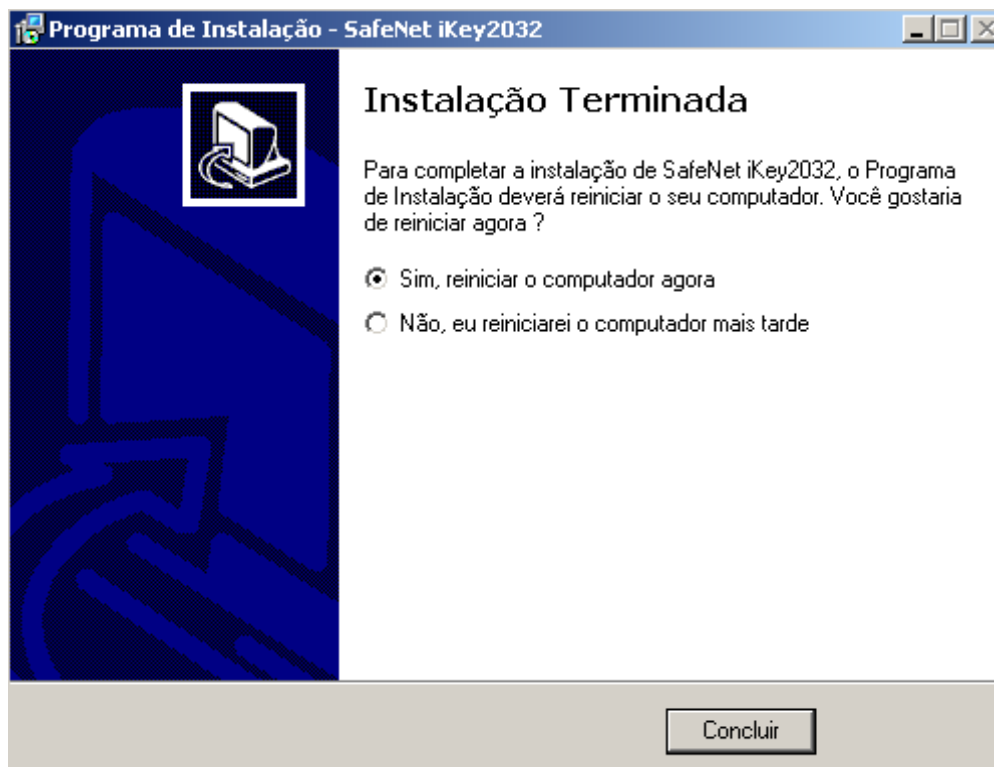 Programa de Instalação - SafeNet iKey2032
Instalação Terminada
Para completar a instalação de SafeNet iKey2032, o Programa
de Instalação deverá reiniciar o seu computador. Você gostaria
de reiniciar agora ?
Sim, reiniciar o computador agora
Não, eu reiniciarei o computador mais tarde
Concluir